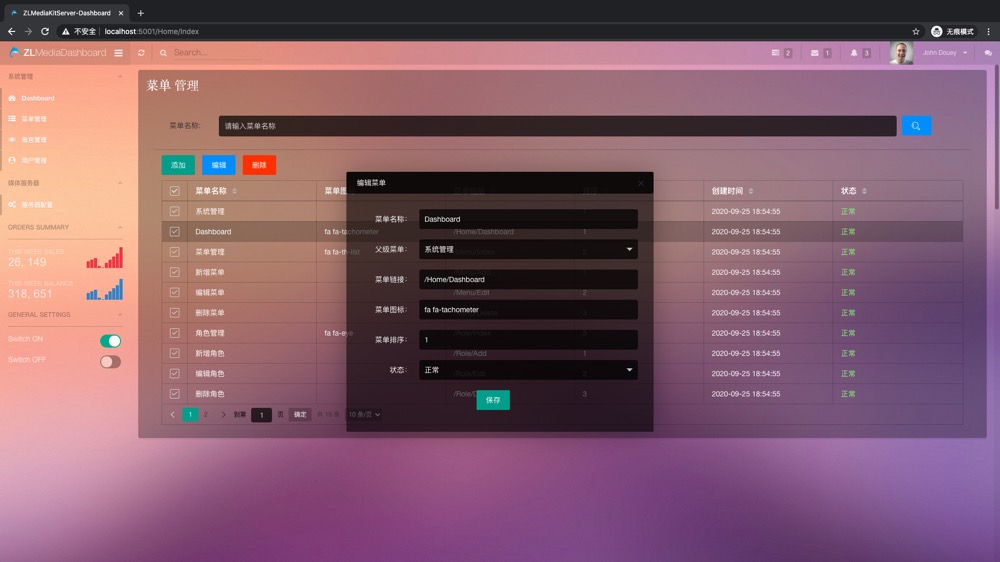 ZLMediaKitServer-Dashboard
不安全 | localhost:5001/Home/Index
无痕模式
ZLMediaDashboard
Search...
2
1
3
John Douey
系统管理
Dashboard
菜单管理
角色管理
用户管理
媒体服务器
服务器配置
ORDERS SUMMARY
THIS WEEK SALES
26, 149
THIS WEEK BALANCE
318, 651
GENERAL SETTINGS
Switch ON
Switch OFF
菜单 管理
菜单名称:
请输入菜单名称
添加 编辑 删除
菜单名称 创建时间 状态
系统管理 2020-09-25 18:54:55 正常
Dashboard fa fa-tachometer /Home/Dashboard 1 2020-09-25 18:54:55 正常
菜单管理 fa fa-th-list 2020-09-25 18:54:55 正常
新增菜单 2020-09-25 18:54:55 正常
编辑菜单 /Menu/Edit 2 2020-09-25 18:54:55 正常
删除菜单 2020-09-25 18:54:55 正常
角色管理 fa fa-eye 2020-09-25 18:54:55 正常
新增角色 /Role/Add 1 2020-09-25 18:54:55 正常
编辑角色 2020-09-25 18:54:55 正常
删除角色 3 2020-09-25 18:54:55 正常
1 2 到第 1 页 确定 共 19 条 10 条/页
编辑菜单
菜单名称: Dashboard
父级菜单: 系统管理
菜单链接: /Home/Dashboard
菜单图标: fa fa-tachometer
菜单排序: 1
状态: 正常
保存